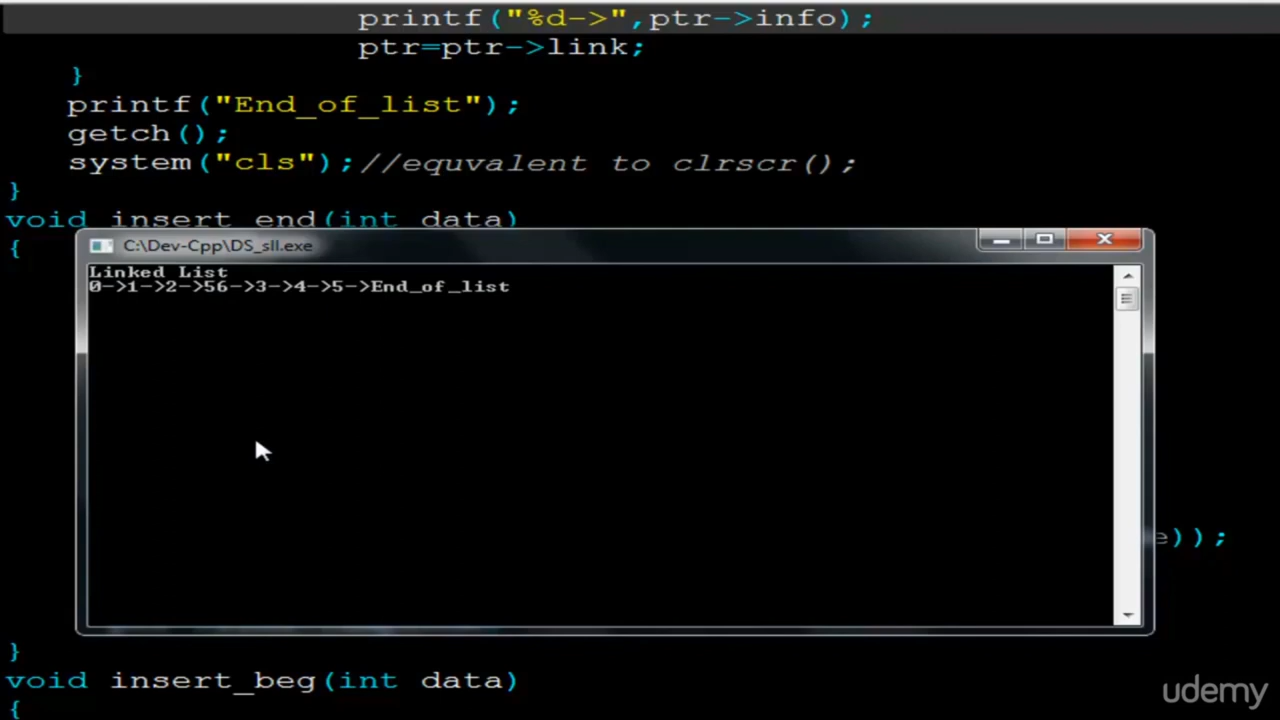 printf("%d->",ptr->info);
ptr=ptr->link;
}
printf("End_of_list");
getch();
system("cls");//equvalent to clrscr();
}
void insert_end(int data)
{
C:\Dev-Cpp\DS_sll.exe
Linked List
0->1->2->56->3->4->5->End_of_list
e));
}
void insert_beg(int data)
{
udemy